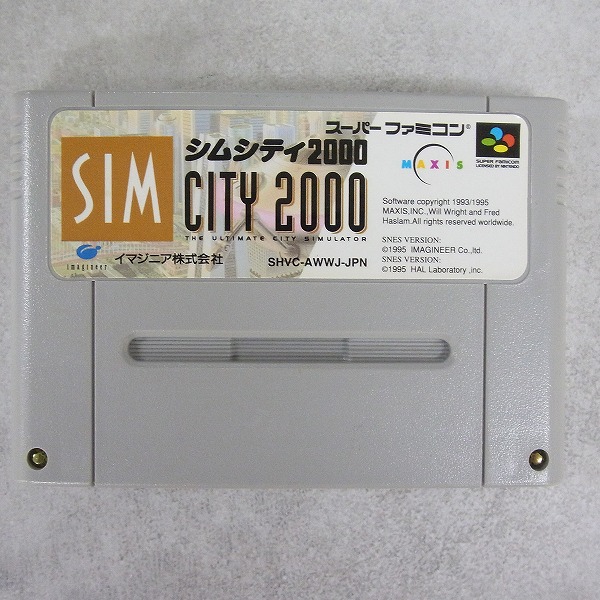 スーパーファミコン®
シムシティ2000
SIM
CITY 2000
THE ULTIMATE CITY SIMULATOR
imagineer
イマジニア株式会社
SHVC-AWWJ-JPN
MAXIS
SUPER FAMICOM
LICENSED BY NINTENDO
Software copyright 1993/1995
MAXIS,INC.,Will Wright and Fred
Haslam.All rights reserved worldwide.
SNES VERSION:
©1995 IMAGINEER Co.,ltd.
SNES VERSION:
©1995 HAL Laboratory ,inc.